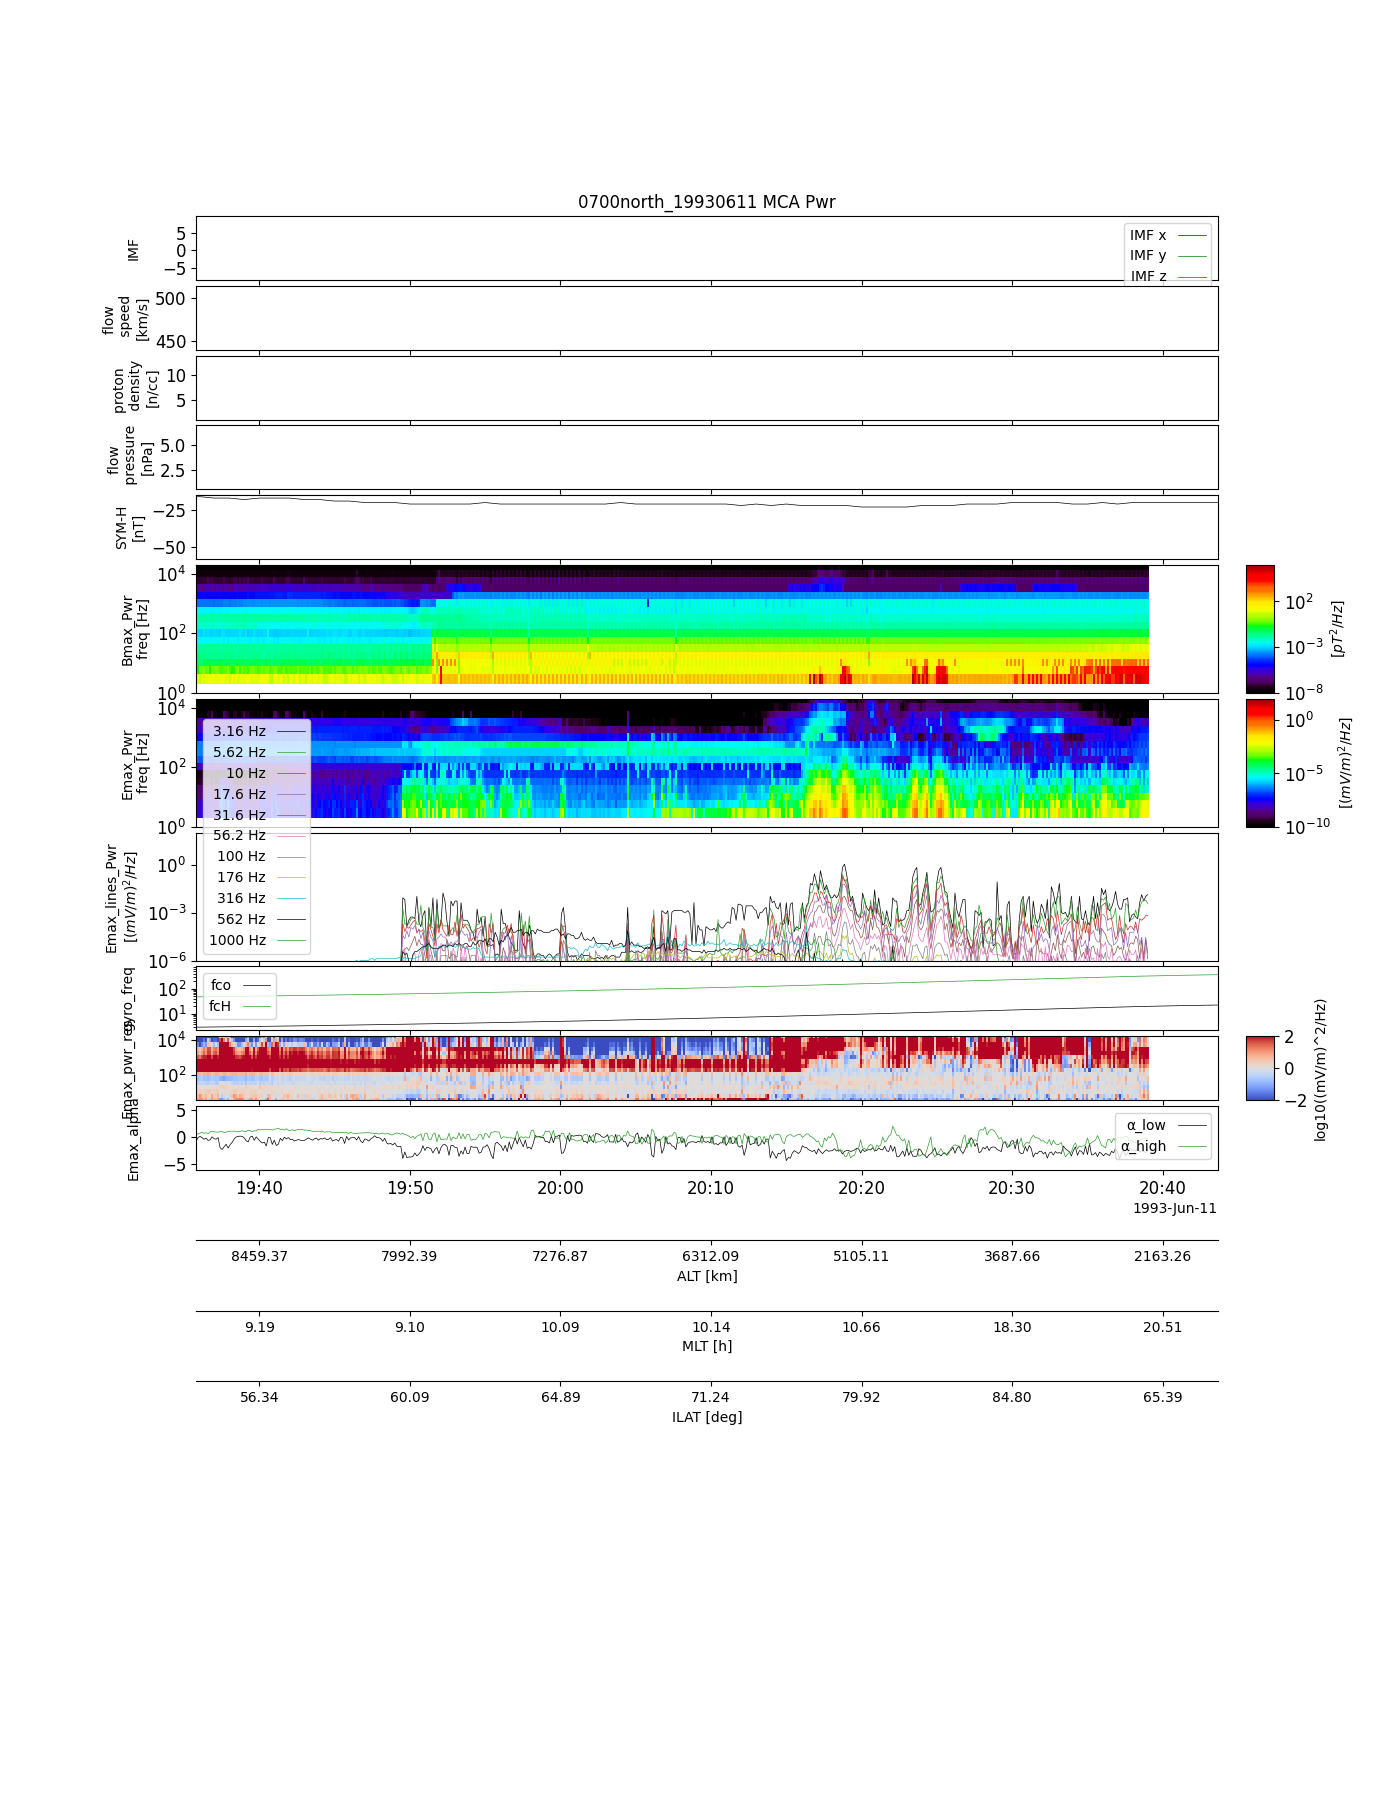 0700north_19930611 MCA Pwr
IMF
5
0
−5
IMF x
IMF y
IMF z
flow
speed
[km/s]
500
450
proton
density
[n/cc]
10
5
flow
pressure
[nPa]
5.0
2.5
SYM-H
[nT]
−25
−50
Bmax_Pwr
freq [Hz]
10^4
10^2
10^0
10^2
10^−3
10^−8
[pT^2/Hz]
Emax_Pwr
freq [Hz]
10^4
10^2
10^0
10^0
10^−5
10^−10
[(mV/m)^2/Hz]
3.16 Hz
5.62 Hz
10 Hz
17.6 Hz
31.6 Hz
56.2 Hz
100 Hz
176 Hz
316 Hz
562 Hz
1000 Hz
Emax_lines_Pwr
[(mV/m)^2/Hz]
10^0
10^−3
10^−6
gyro_freq
10^2
10^1
fco
fcH
Emax_pwr_reg
10^4
10^2
2
0
−2
log10((mV/m)^2/Hz)
Emax_alpha
5
0
−5
α_low
α_high
19:40 19:50 20:00 20:10 20:20 20:30 20:40
1993-Jun-11
8459.37 7992.39 7276.87 6312.09 5105.11 3687.66 2163.26
ALT [km]
9.19 9.10 10.09 10.14 10.66 18.30 20.51
MLT [h]
56.34 60.09 64.89 71.24 79.92 84.80 65.39
ILAT [deg]